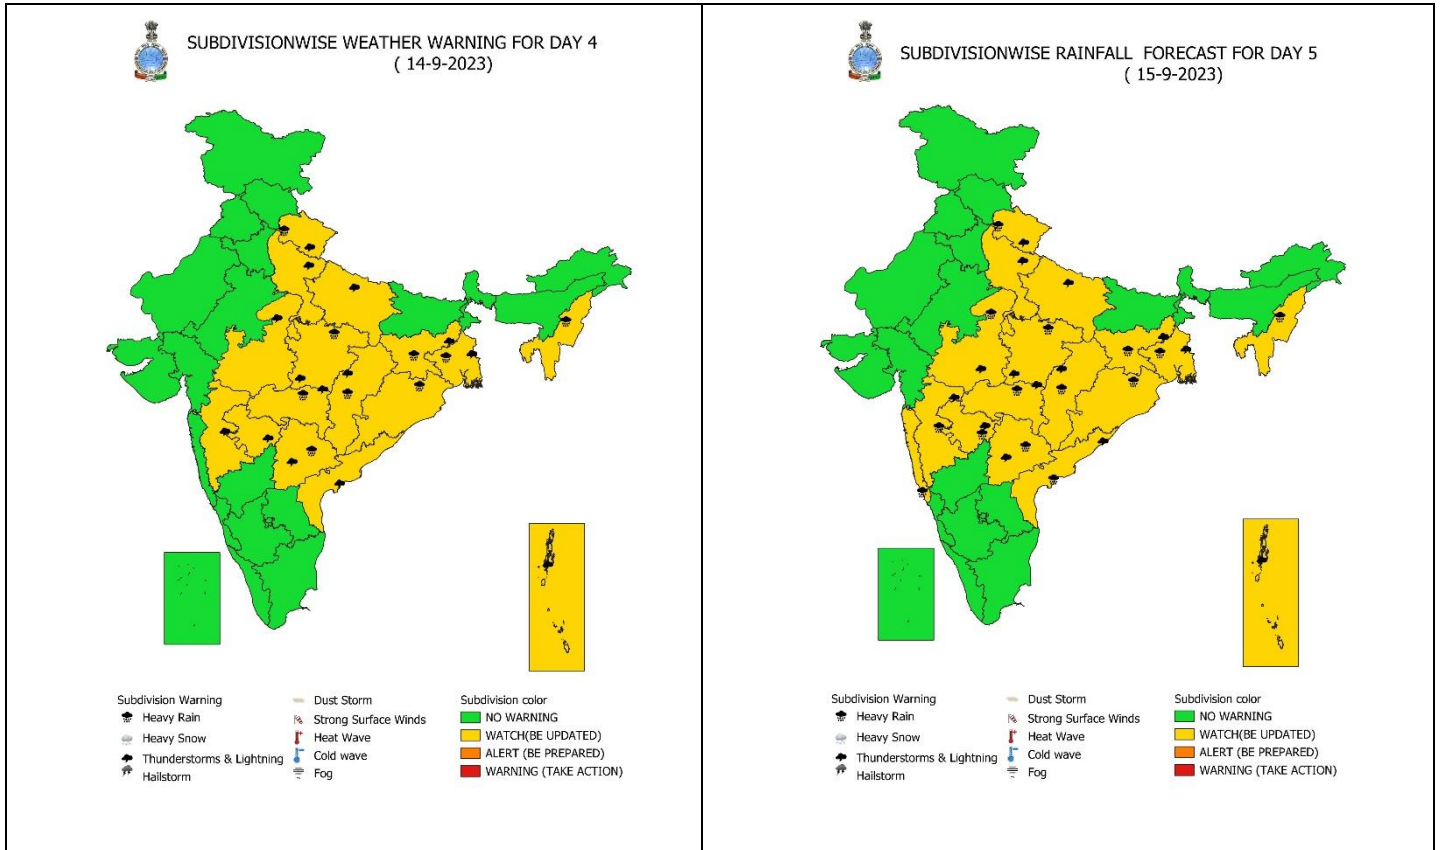 SUBDIVISIONWISE WEATHER WARNING FOR DAY 4
( 14-9-2023)
Subdivision Warning
Heavy Rain
Heavy Snow
Thunderstorms & Lightning
Hailstorm
Dust Storm
Strong Surface Winds
Heat Wave
Cold wave
Fog
Subdivision color
NO WARNING
WATCH(BE UPDATED)
ALERT (BE PREPARED)
WARNING (TAKE ACTION)
SUBDIVISIONWISE RAINFALL FORECAST FOR DAY 5
( 15-9-2023)
Subdivision Warning
Heavy Rain
Heavy Snow
Thunderstorms & Lightning
Hailstorm
Dust Storm
Strong Surface Winds
Heat Wave
Cold wave
Fog
Subdivision color
NO WARNING
WATCH(BE UPDATED)
ALERT (BE PREPARED)
WARNING (TAKE ACTION)